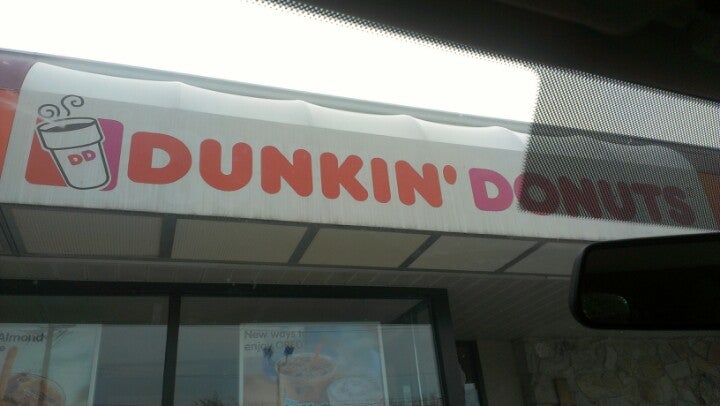 DD
DUNKIN' DONUTS
Almond
New ways to
enjoy